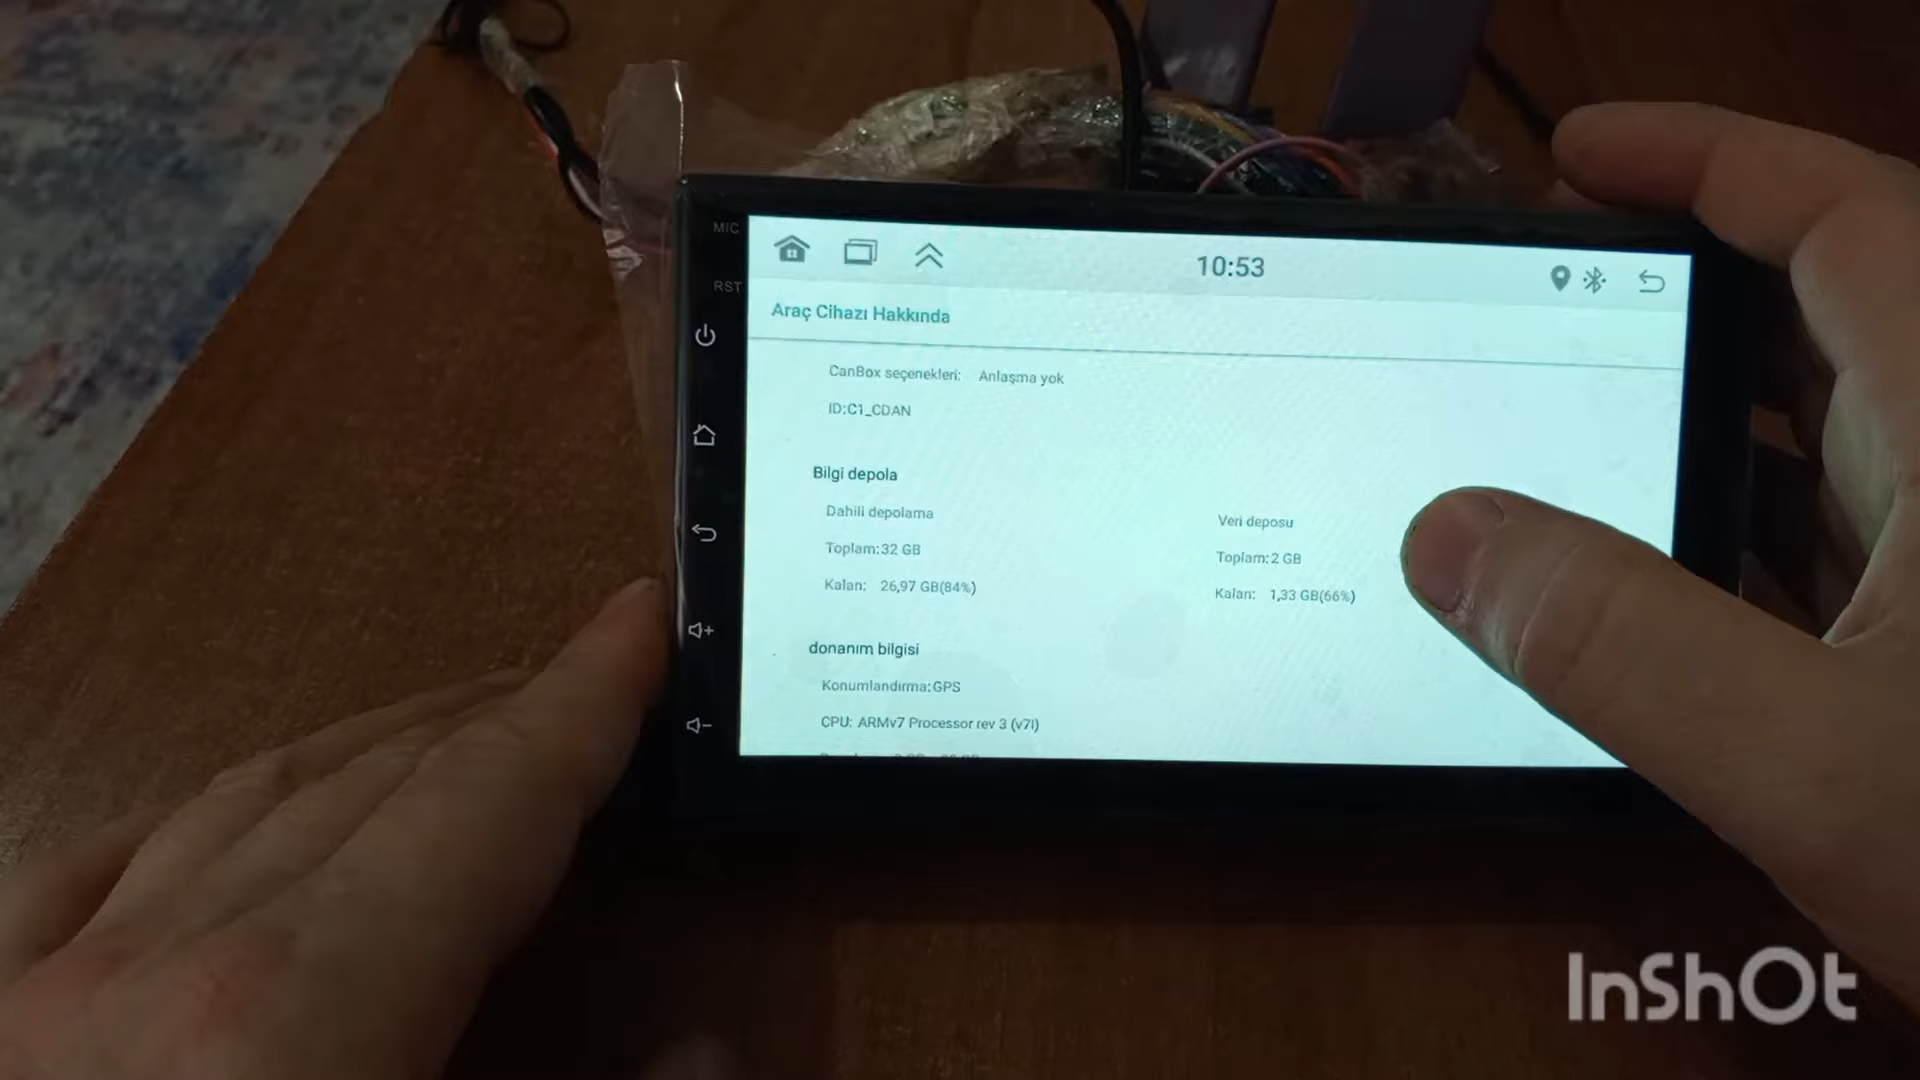 MIC
RST
10:53
Araç Cihazı Hakkında
CanBox seçenekleri: Anlaşma yok
ID:C1_CDAN
Bilgi depola
Dahili depolama
Toplam:32 GB
Kalan: 26,97 GB(84%)
Veri deposu
Toplam:2 GB
Kalan: 1,33 GB(66%)
donanım bilgisi
Konumlandırma:GPS
CPU: ARMv7 Processor rev 3 (v7l)
InShOt